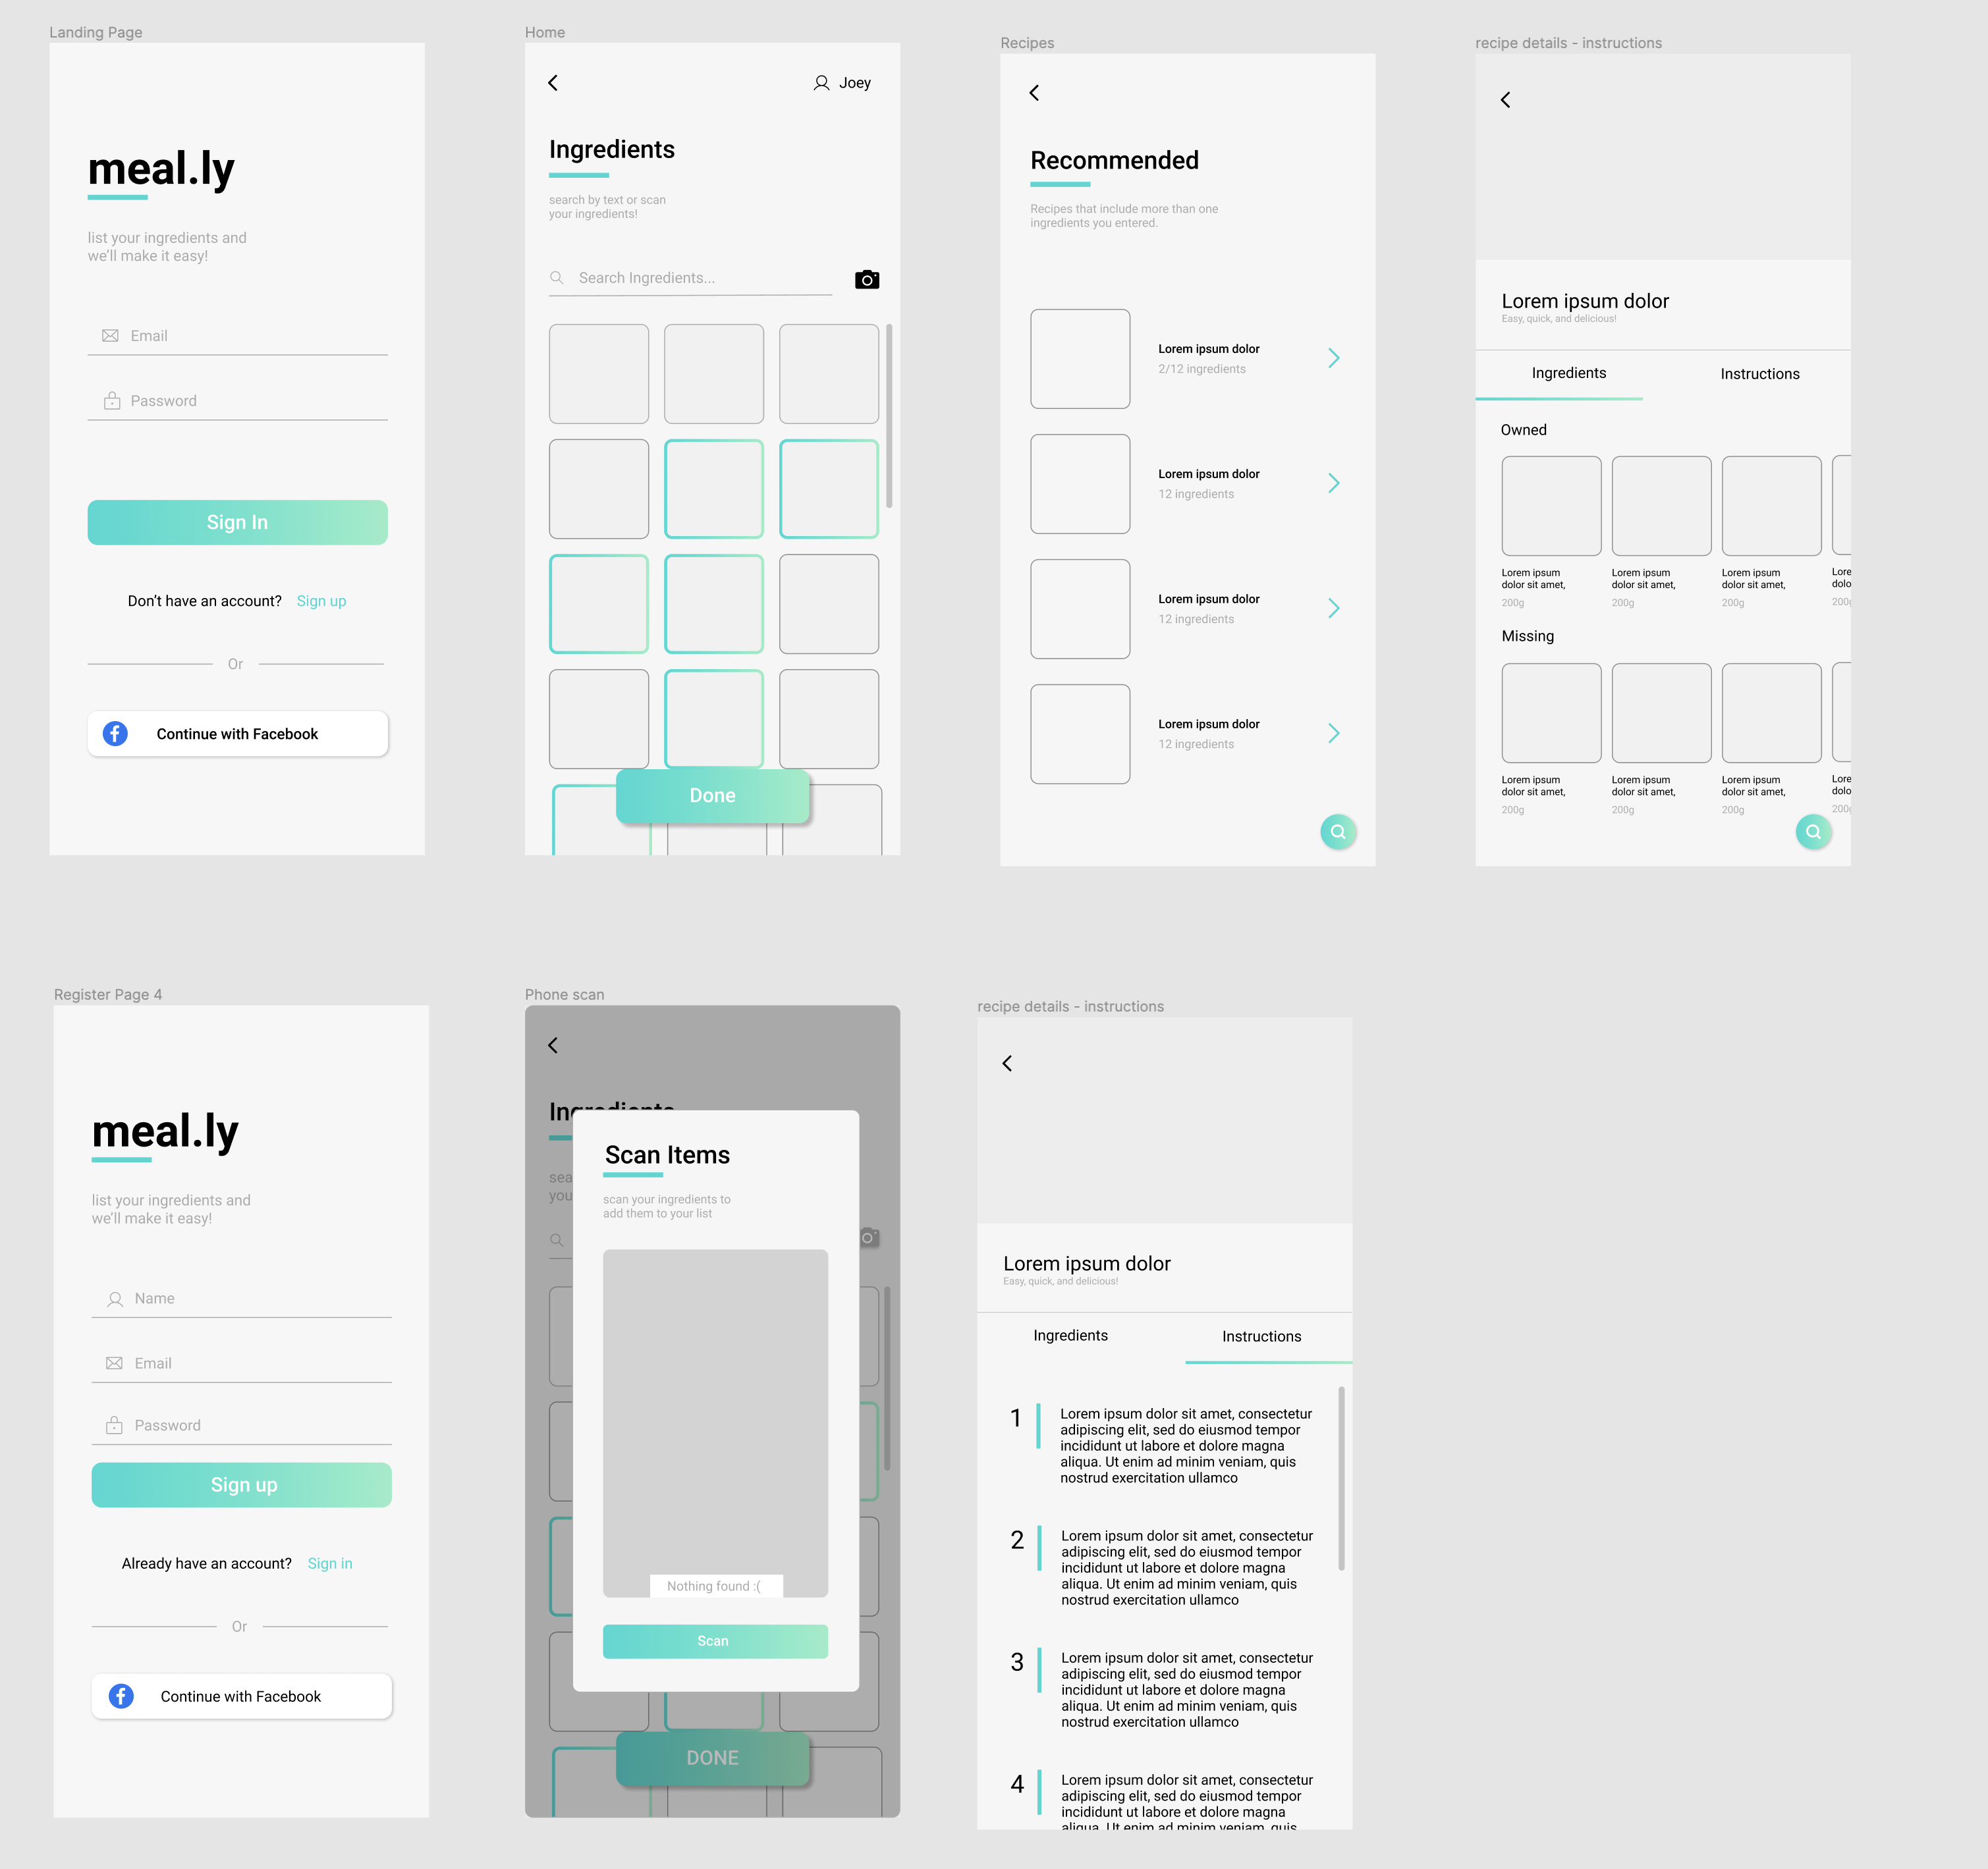 Landing Page
meal.ly
list your ingredients and
we'll make it easy!
Email
Password
Sign In
Don't have an account? Sign up
Or
Continue with Facebook
Home
Joey
Ingredients
search by text or scan
your ingredients!
Search Ingredients...
Done
Recipes
Recommended
Recipes that include more than one
ingredients you entered.
Lorem ipsum dolor
2/12 ingredients
Lorem ipsum dolor
12 ingredients
Lorem ipsum dolor
12 ingredients
Lorem ipsum dolor
12 ingredients
recipe details - instructions
Lorem ipsum dolor
Easy, quick, and delicious!
Ingredients Instructions
Owned
Lorem ipsum
dolor sit amet,
200g
Lorem ipsum
dolor sit amet,
200g
Lorem ipsum
dolor sit amet,
200g
Lore
dolo
200g
Missing
Lorem ipsum
dolor sit amet,
200g
Lorem ipsum
dolor sit amet,
200g
Lorem ipsum
dolor sit amet,
200g
Lore
dolo
200g
Register Page 4
meal.ly
list your ingredients and
we'll make it easy!
Name
Email
Password
Sign up
Already have an account? Sign in
Or
Continue with Facebook
Phone scan
Ingredients
sea
you
Scan Items
scan your ingredients to
add them to your list
Nothing found :(
Scan
DONE
recipe details - instructions
Lorem ipsum dolor
Easy, quick, and delicious!
Ingredients Instructions
1
Lorem ipsum dolor sit amet, consectetur
adipiscing elit, sed do eiusmod tempor
incididunt ut labore et dolore magna
aliqua. Ut enim ad minim veniam, quis
nostrud exercitation ullamco
2
Lorem ipsum dolor sit amet, consectetur
adipiscing elit, sed do eiusmod tempor
incididunt ut labore et dolore magna
aliqua. Ut enim ad minim veniam, quis
nostrud exercitation ullamco
3
Lorem ipsum dolor sit amet, consectetur
adipiscing elit, sed do eiusmod tempor
incididunt ut labore et dolore magna
aliqua. Ut enim ad minim veniam, quis
nostrud exercitation ullamco
4
Lorem ipsum dolor sit amet, consectetur
adipiscing elit, sed do eiusmod tempor
incididunt ut labore et dolore magna
aliqua. Ut enim ad minim veniam, quis